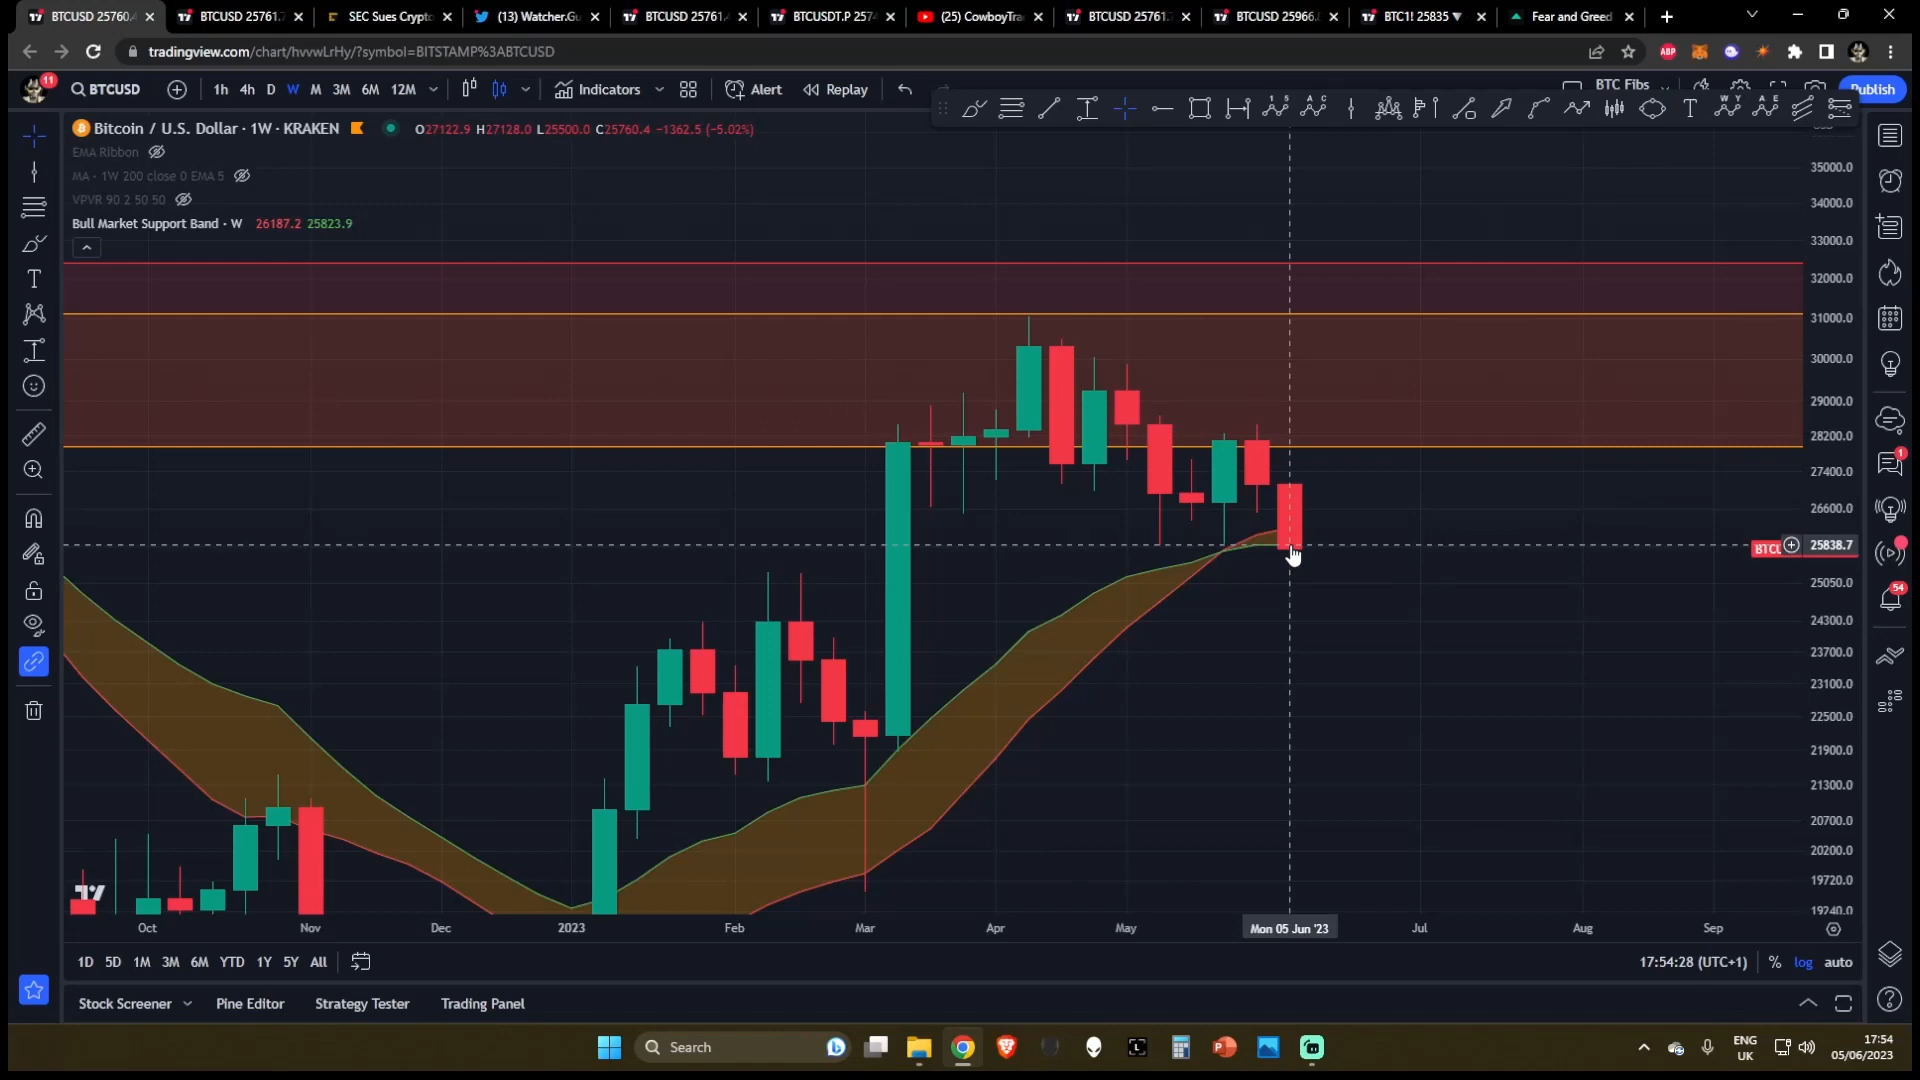 BTCUSD 25760.
BTCUSD 25761.
SEC Sues Crypto
(13) Watcher.Gu
BTCUSD 25761.
BTCUSDT.P 257
(25) CowboyTra
BTCUSD 25761.
BTCUSD 25966.
BTC1! 25835 ▼
Fear and Greed
tradingview.com/chart/hvvwLrHy/?symbol=BITSTAMP%3ABTCUSD
ABP
11
BTCUSD
1h 4h D W M 3M 6M 12M
Indicators
Alert
Replay
BTC Fibs
Publish
Bitcoin / U.S. Dollar · 1W · KRAKEN
O27122.9 H27128.0 L25500.0 C25760.4 −1362.5 (−5.02%)
EMA Ribbon
MA - 1W 200 close 0 EMA 5
VPVR 90 2 50 50
Bull Market Support Band · W 26187.2 25823.9
35000.0
34000.0
33000.0
32000.0
31000.0
30000.0
29000.0
28200.0
27400.0
26600.0
BTCU
25838.7
25050.0
24300.0
23700.0
23100.0
22500.0
21900.0
21300.0
20700.0
20200.0
19720.0
19240.0
1
54
Oct Nov Dec 2023 Feb Mar Apr May Mon 05 Jun '23 Jul Aug Sep
1D 5D 1M 3M 6M YTD 1Y 5Y All
17:54:28 (UTC+1) % log auto
Stock Screener Pine Editor Strategy Tester Trading Panel
Search
ENG
UK
17:54
05/06/2023